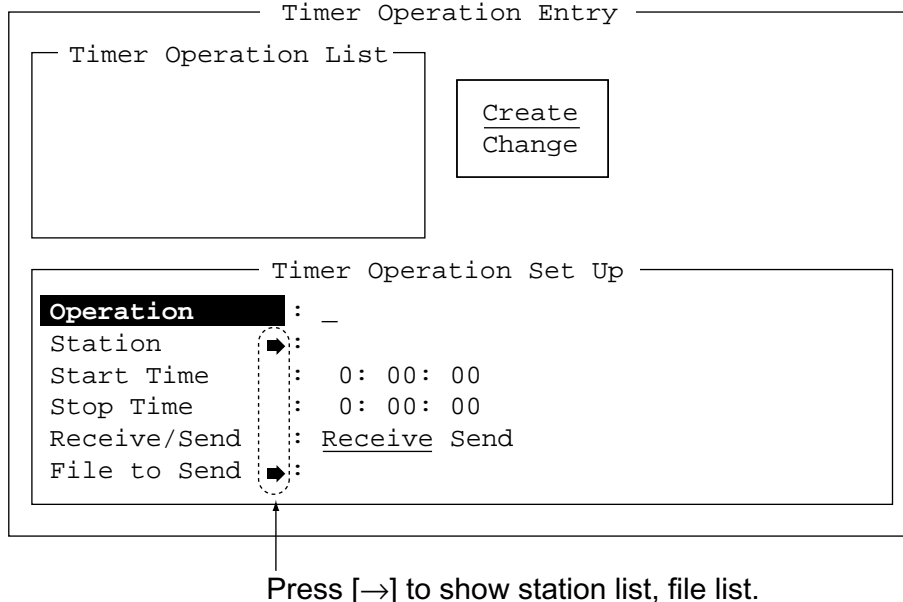 Timer Operation Entry
Timer Operation List
Create
Change
Timer Operation Set Up
Operation : _
Station ➡:
Start Time : 0: 00: 00
Stop Time : 0: 00: 00
Receive/Send : Receive Send
File to Send ➡:
Press [→] to show station list, file list.